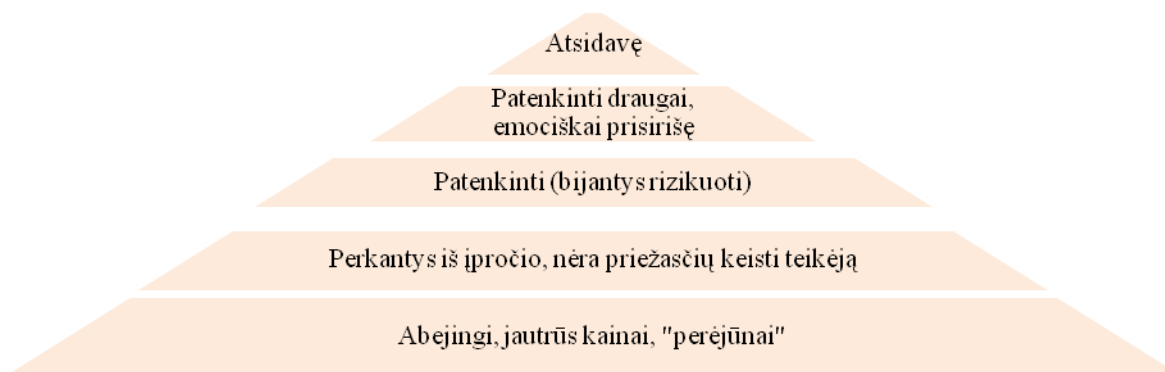 Atsidavę
Patenkinti draugai,
emociškai prisirišę
Patenkinti (bijantys rizikuoti)
Perkantys iš įpročio, nėra priežasčių keisti teikėją
Abejingi, jautrūs kainai, "perėjūnai"